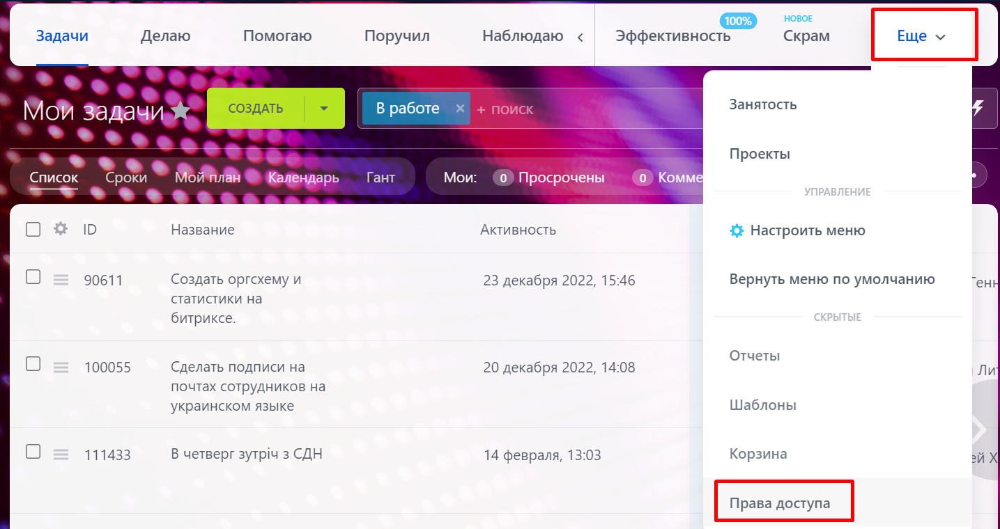 Задачи
Делаю
Помогаю
Поручил
Наблюдаю
Эффективность
100%
НОВОЕ
Скрам
Еще
Мои задачи
СОЗДАТЬ
В работе ×
+ поиск
Список
Сроки
Мой план
Календарь
Гант
Мои:
0 Просрочены
0 Комме
ID
Название
Активность
90611
Создать оргсхему и
статистики на
битриксе.
23 декабря 2022, 15:46
Генн
100055
Сделать подписи на
почтах сотрудников на
украинском языке
20 декабря 2022, 14:08
Лит
111433
В четверг зутріч з СДН
14 февраля, 13:03
ей Х
Занятость
Проекты
УПРАВЛЕНИЕ
Настроить меню
Вернуть меню по умолчанию
СКРЫТЫЕ
Отчеты
Шаблоны
Корзина
Права доступа